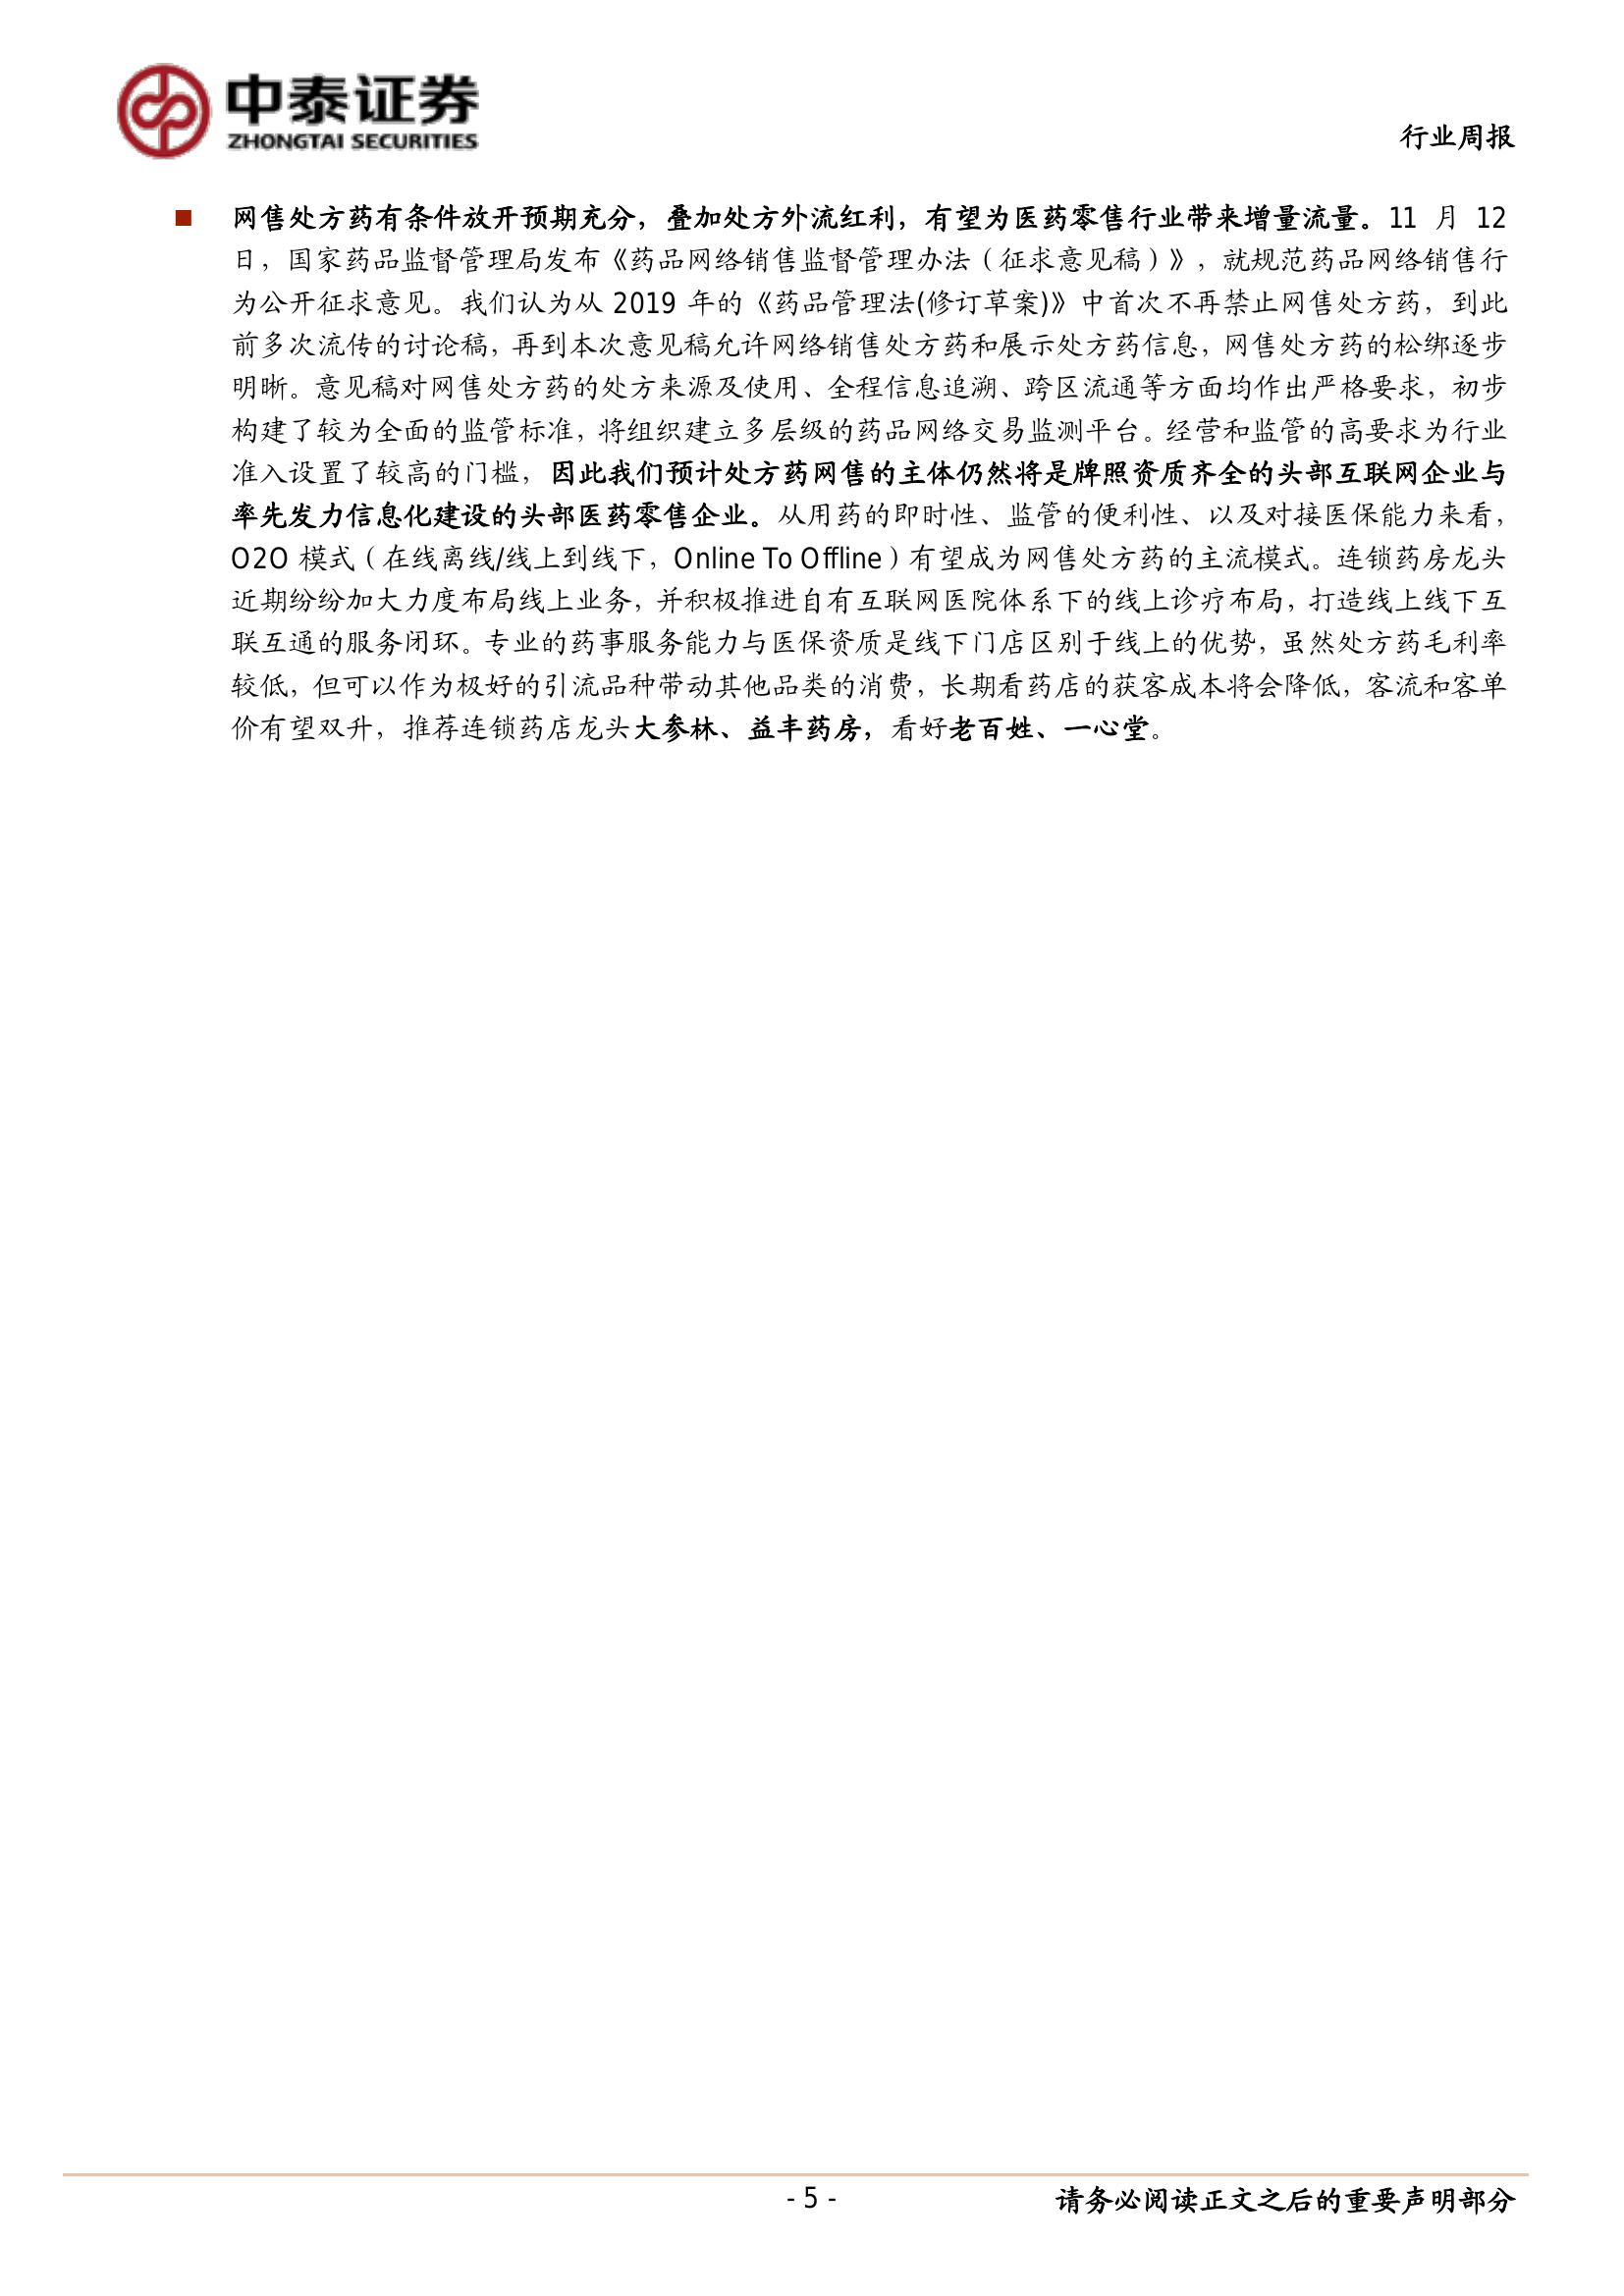 中泰证券
ZHONGTAI SECURITIES
行业周报
■ 网售处方药有条件放开预期充分，叠加处方外流红利，有望为医药零售行业带来增量流量。11 月 12
日，国家药品监督管理局发布《药品网络销售监督管理办法（征求意见稿）》，就规范药品网络销售行
为公开征求意见。我们认为从 2019 年的《药品管理法(修订草案)》中首次不再禁止网售处方药，到此
前多次流传的讨论稿，再到本次意见稿允许网络销售处方药和展示处方药信息，网售处方药的松绑逐步
明晰。意见稿对网售处方药的处方来源及使用、全程信息追溯、跨区流通等方面均作出严格要求，初步
构建了较为全面的监管标准，将组织建立多层级的药品网络交易监测平台。经营和监管的高要求为行业
准入设置了较高的门槛，因此我们预计处方药网售的主体仍然将是牌照资质齐全的头部互联网企业与
率先发力信息化建设的头部医药零售企业。从用药的即时性、监管的便利性、以及对接医保能力来看，
O2O 模式（在线离线/线上到线下，Online To Offline）有望成为网售处方药的主流模式。连锁药房龙头
近期纷纷加大力度布局线上业务，并积极推进自有互联网医院体系下的线上诊疗布局，打造线上线下互
联互通的服务闭环。专业的药事服务能力与医保资质是线下门店区别于线上的优势，虽然处方药毛利率
较低，但可以作为极好的引流品种带动其他品类的消费，长期看药店的获客成本将会降低，客流和客单
价有望双升，推荐连锁药店龙头大参林、益丰药房，看好老百姓、一心堂。
- 5 -
请务必阅读正文之后的重要声明部分